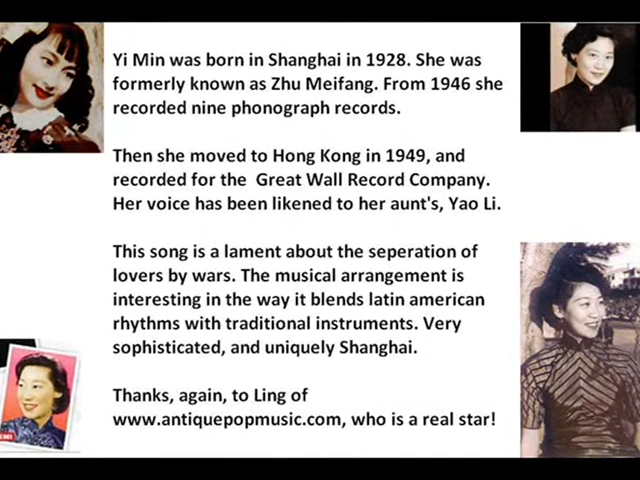 Yi Min was born in Shanghai in 1928. She was
formerly known as Zhu Meifang. From 1946 she
recorded nine phonograph records.
Then she moved to Hong Kong in 1949, and
recorded for the Great Wall Record Company.
Her voice has been likened to her aunt's, Yao Li.
This song is a lament about the seperation of
lovers by wars. The musical arrangement is
interesting in the way it blends latin american
rhythms with traditional instruments. Very
sophisticated, and uniquely Shanghai.
Thanks, again, to Ling of
www.antiquepopmusic.com, who is a real star!